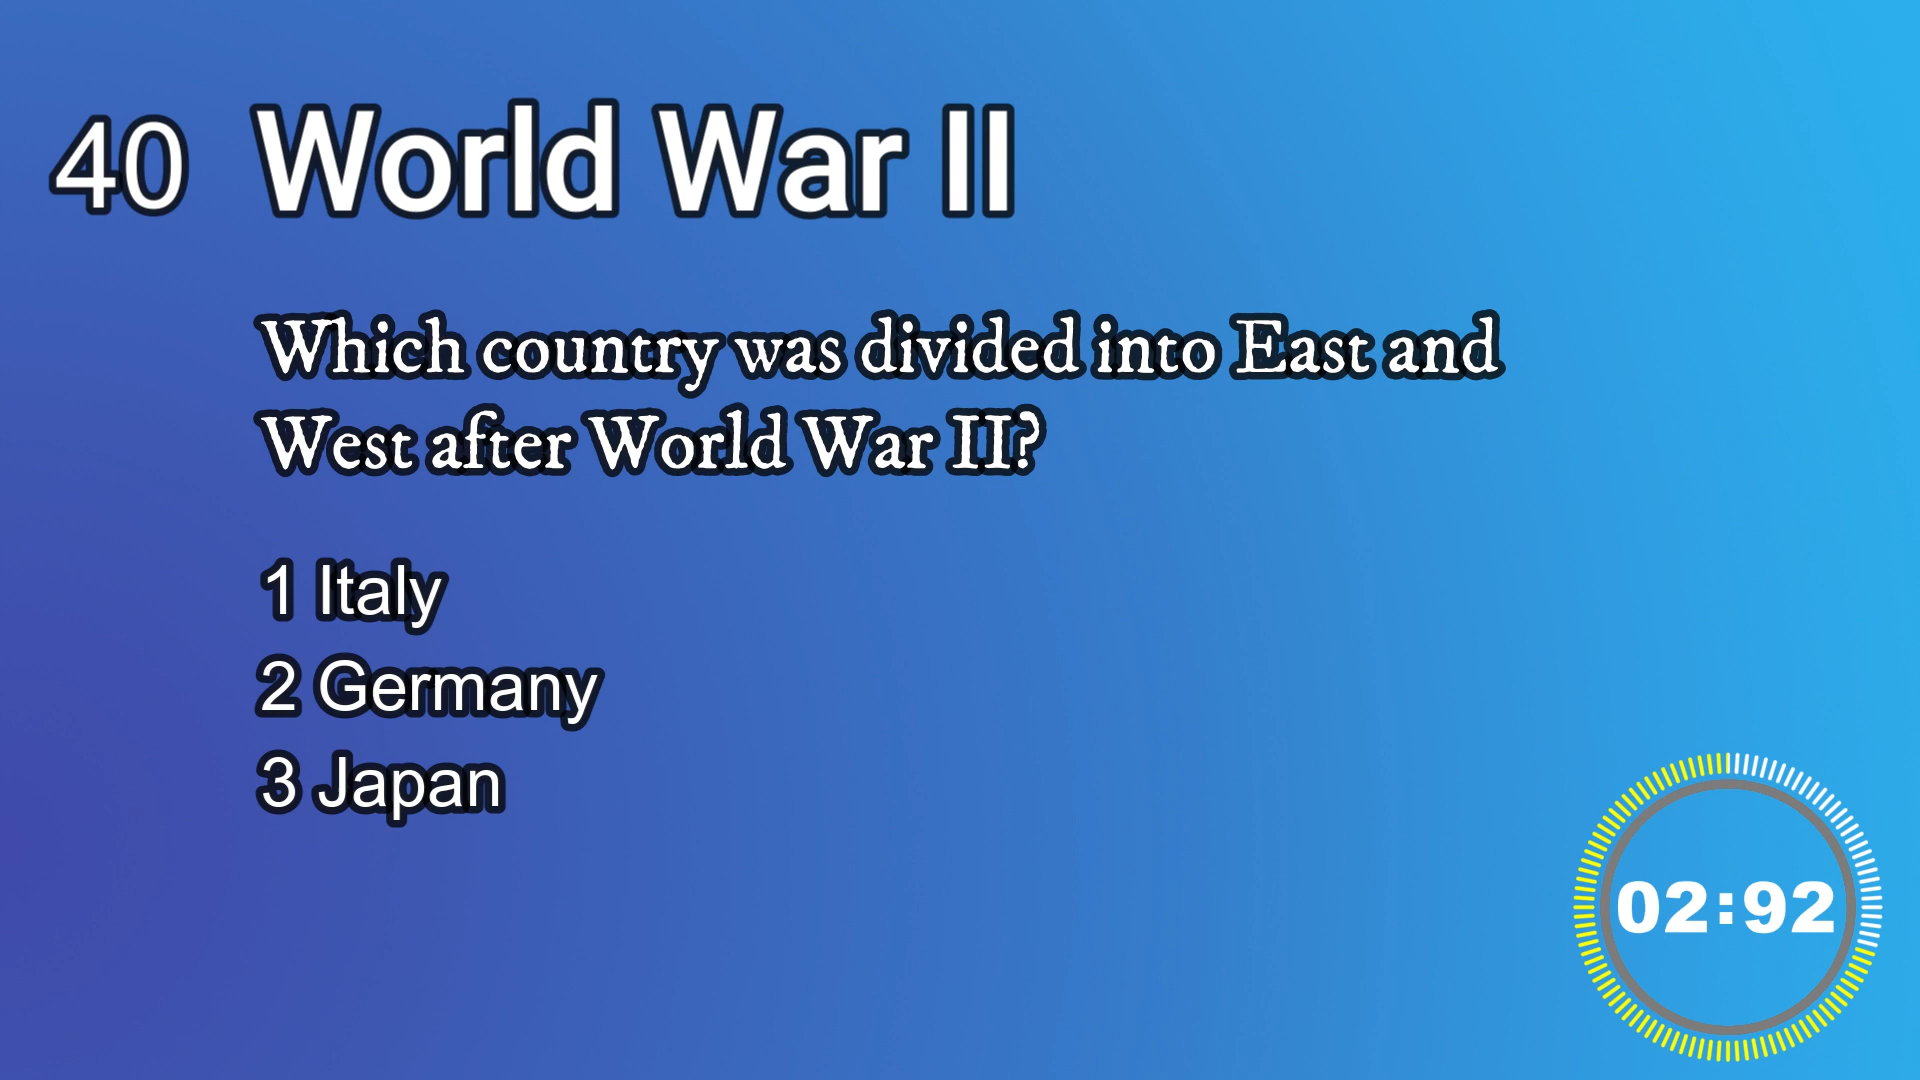 40 World War II
Which country was divided into East and
West after World War II?
1 Italy
2 Germany
3 Japan
02:92